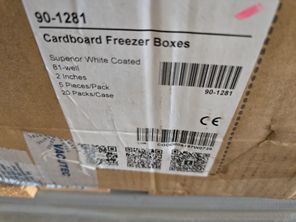 90-1281
Cardboard Freezer Boxes
Superior White Coated
81-well
2 Inches
5 Pieces/Pack
20 Packs/Case
90-1281
CE